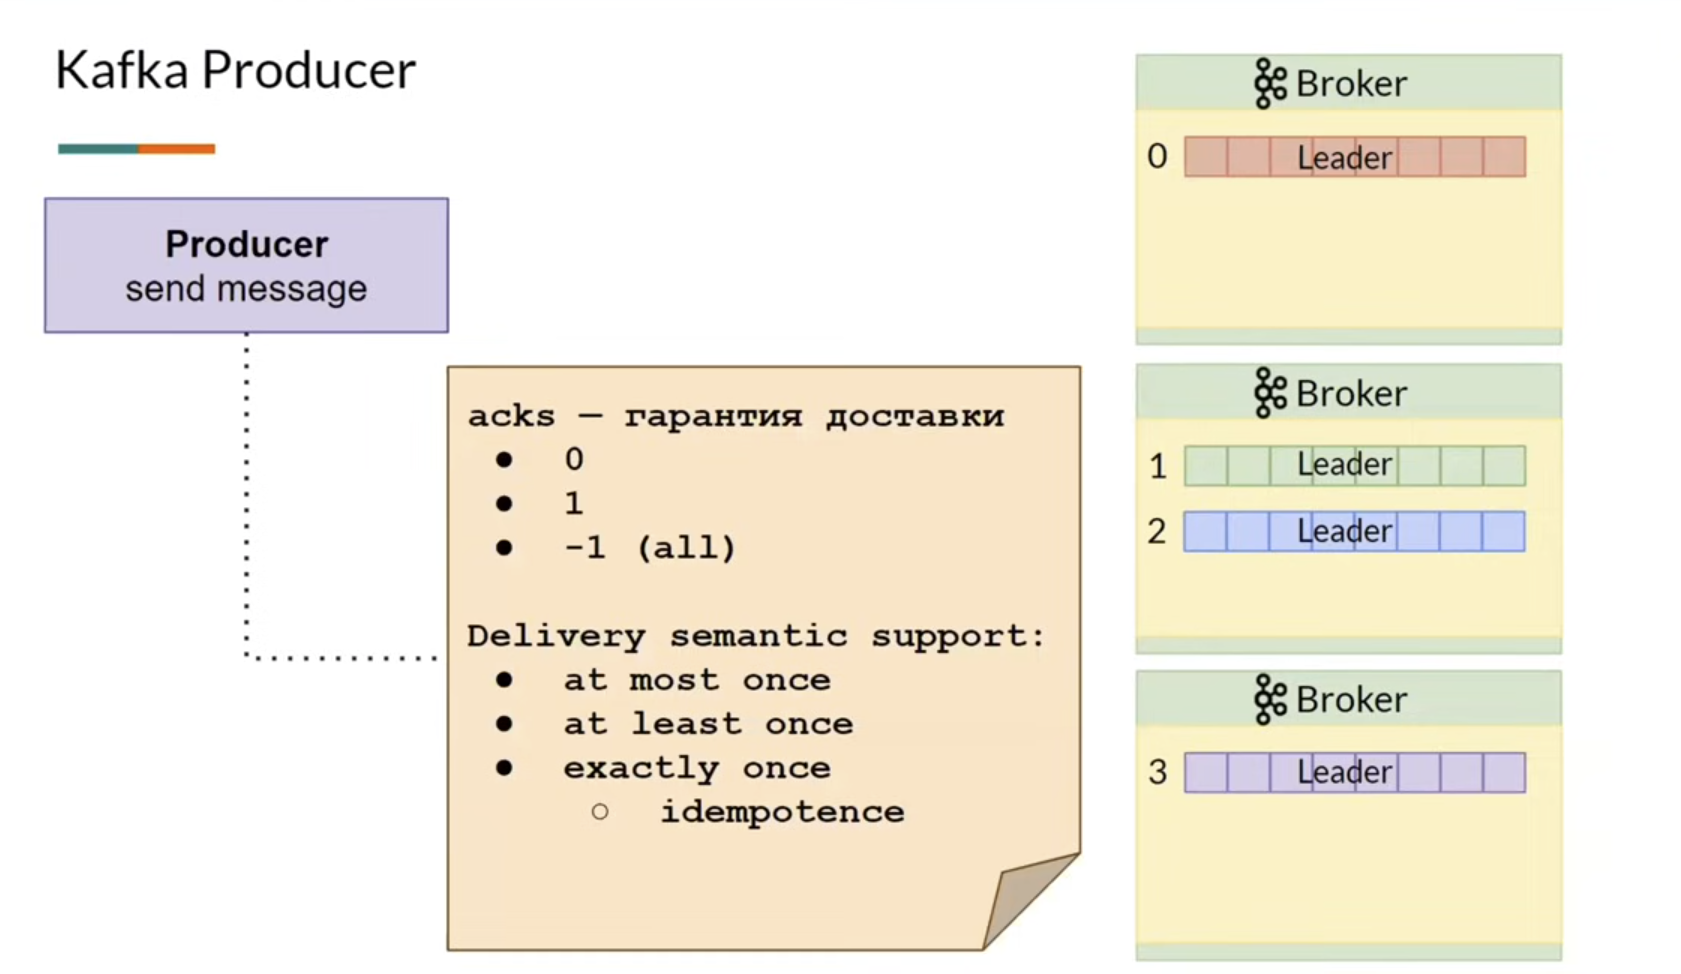 Kafka Producer
Producer
send message
acks — гарантия доставки
● 0
● 1
● -1 (all)
Delivery semantic support:
● at most once
● at least once
● exactly once
○ idempotence
Broker
0 Leader
Broker
1 Leader
2 Leader
Broker
3 Leader